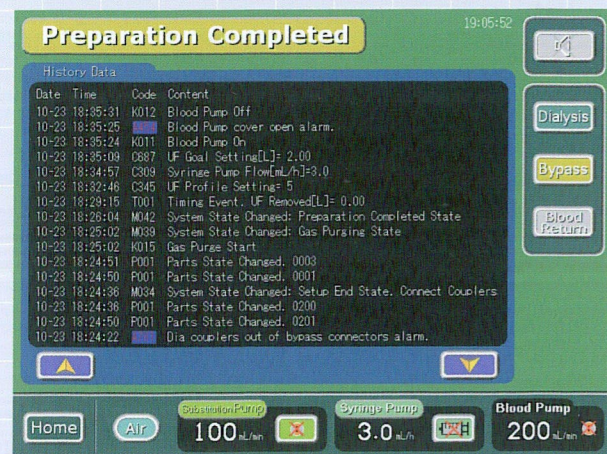 Preparation Completed
19:05:52
History Data
Date Time Code Content
10-23 18:35:31 K012 Blood Pump Off
10-23 18:35:25 Blood Pump cover open alarm.
10-23 18:35:24 K011 Blood Pump On
10-23 18:35:09 C687 UF Goal Setting[L]= 2.00
10-23 18:34:57 C309 Syringe Pump Flow[mL/h]=3.0
10-23 18:32:46 C345 UF Profile Setting= 5
10-23 18:29:15 T001 Timing Event. UF Removed[L]= 0.00
10-23 18:26:04 M042 System State Changed: Preparation Completed State
10-23 18:25:02 M039 System State Changed: Gas Purging State
10-23 18:25:02 K015 Gas Purge Start
10-23 18:24:51 P001 Parts State Changed. 0003
10-23 18:24:50 P001 Parts State Changed. 0001
10-23 18:24:36 M034 System State Changed: Setup End State. Connect Couplers
10-23 18:24:36 P001 Parts State Changed. 0200
10-23 18:24:50 P001 Parts State Changed. 0201
10-23 18:24:22 Dia couplers out of bypass connectors alarm.
Dialysis
Bypass
Blood
Return
Home
Air
Substitution Pump
100 mL/min
Syringe Pump
3.0 mL/h
Blood Pump
200 mL/min